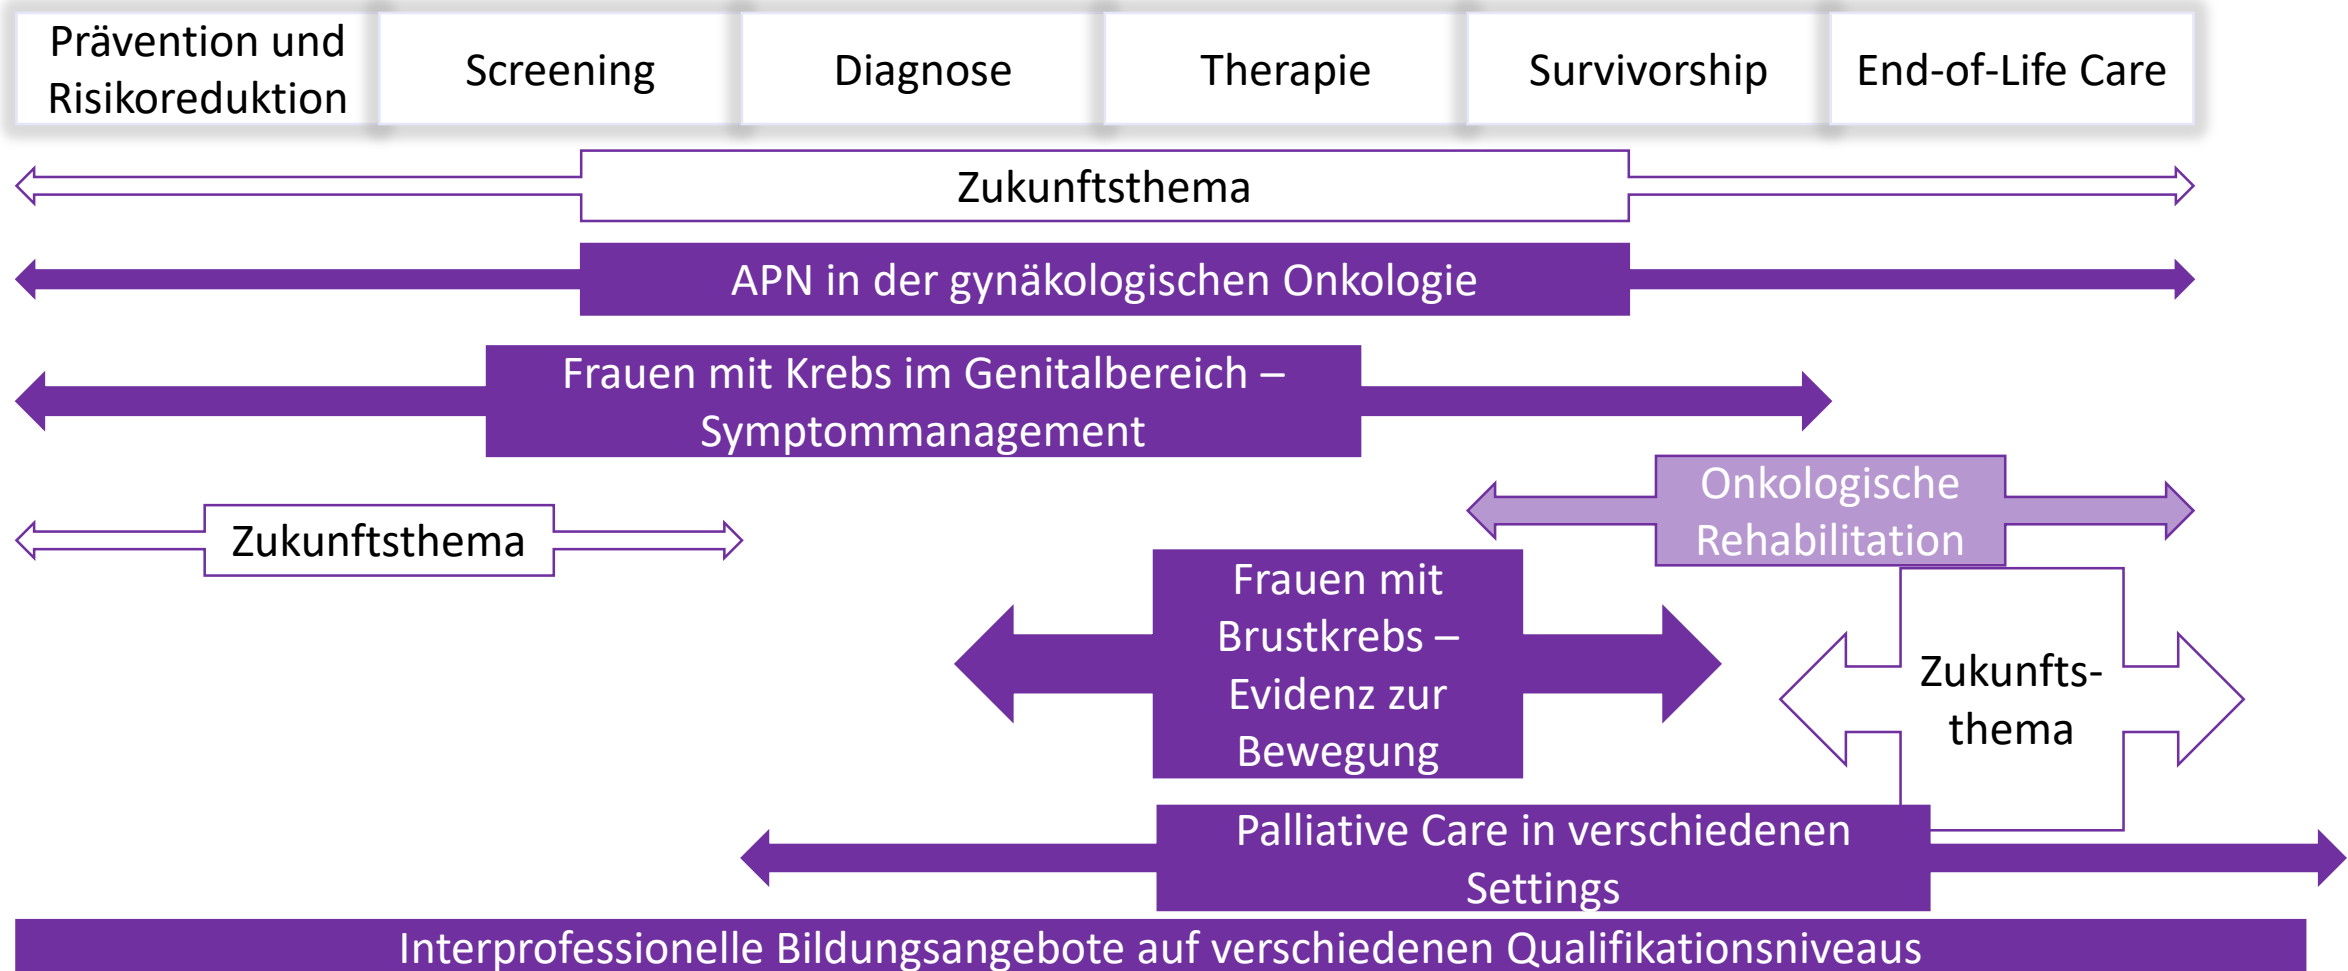 Prävention und
Risikoreduktion
Screening
Diagnose
Therapie
Survivorship
End-of-Life Care
Zukunftsthema
APN in der gynäkologischen Onkologie
Frauen mit Krebs im Genitalbereich –
Symptommanagement
Onkologische
Rehabilitation
Zukunftsthema
Frauen mit
Brustkrebs –
Evidenz zur
Bewegung
Zukunfts-
thema
Palliative Care in verschiedenen
Settings
Interprofessionelle Bildungsangebote auf verschiedenen Qualifikationsniveaus